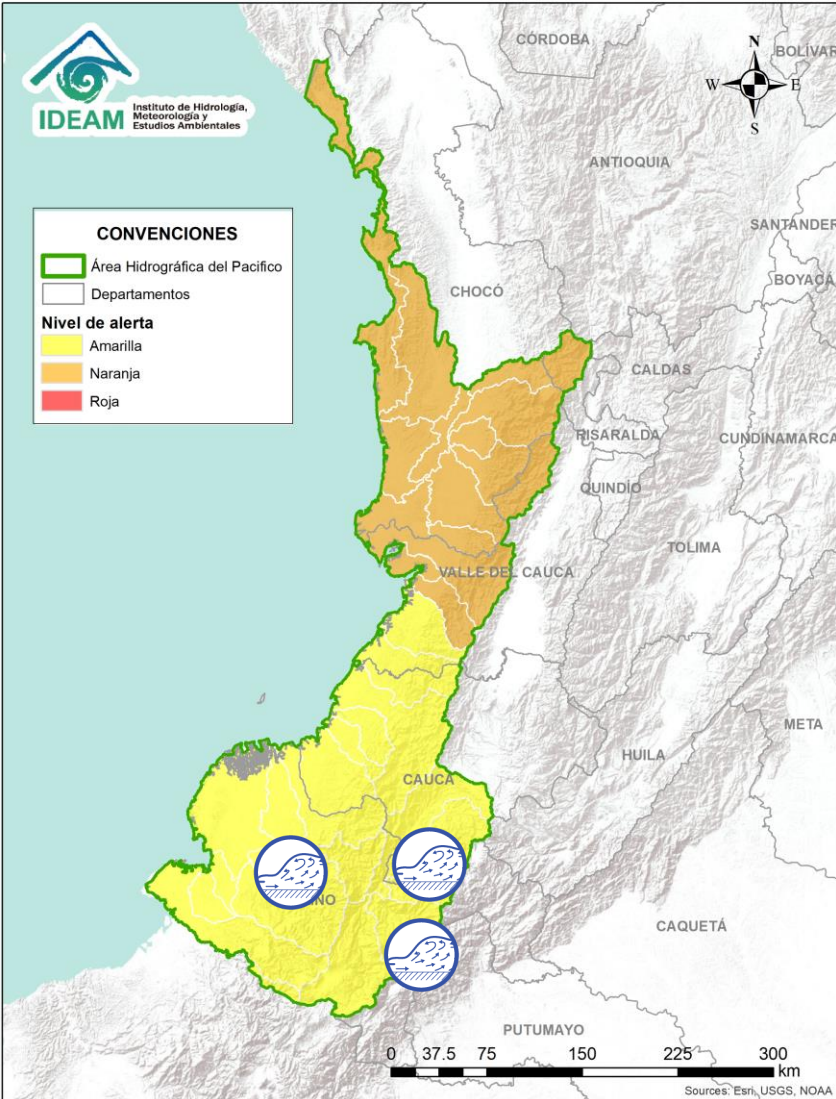 CÓRDOBA
BOLÍVAR
N
W
E
S
IDEAM
Instituto de Hidrología,
Meteorología y
Estudios Ambientales
ANTIOQUIA
SANTANDER
CONVENCIONES
Área Hidrográfica del Pacifico
Departamentos
Nivel de alerta
Amarilla
Naranja
Roja
BOYACÁ
CHOCÓ
CALDAS
RISARALDA
CUNDINAMARCA
QUINDÍO
TOLIMA
VALLE DEL CAUCA
META
HUILA
CAUCA
ÑO
CAQUETÁ
PUTUMAYO
0 37.5 75 150 225 300
km
Sources: Esri, USGS, NOAA